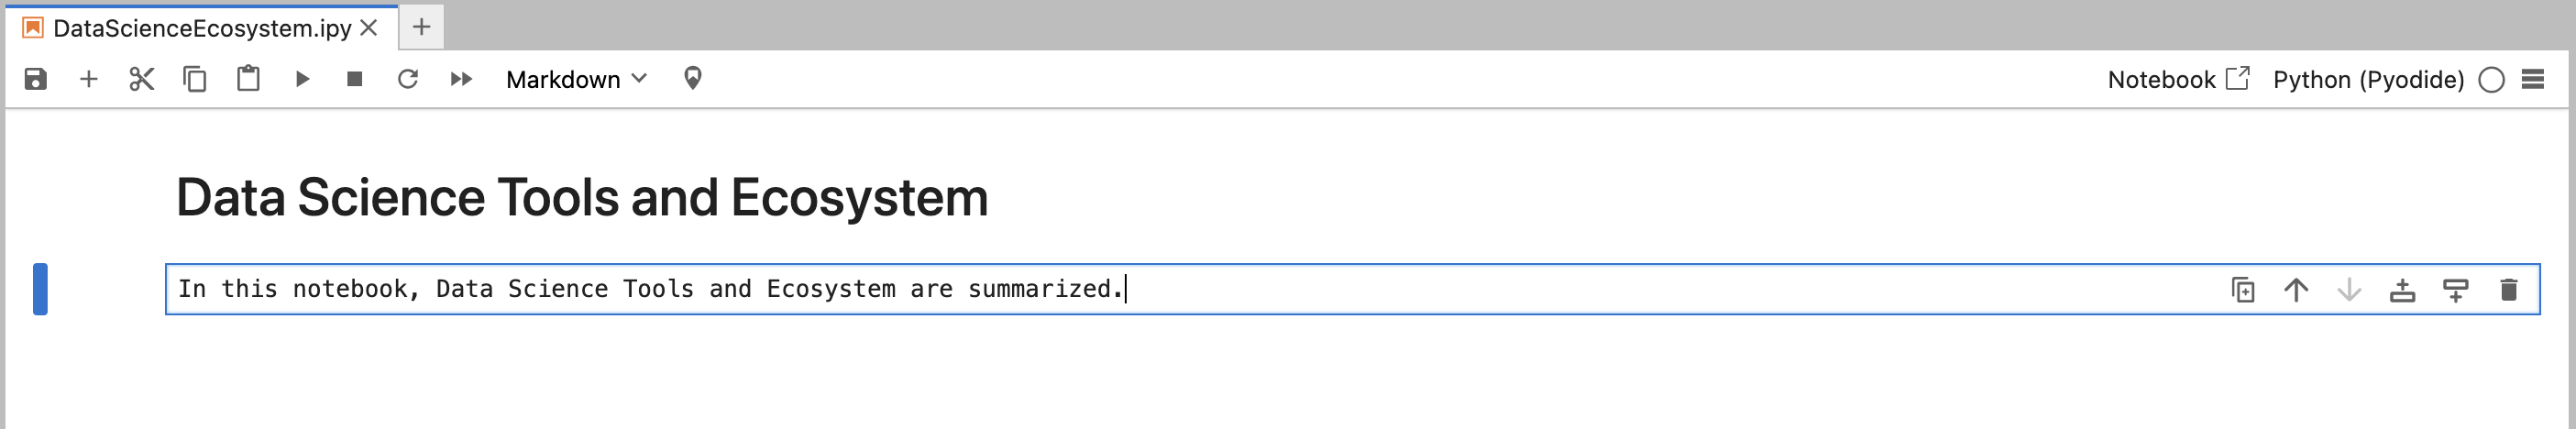 DataScienceEcosystem.ipy
Markdown
Notebook
Python (Pyodide)
Data Science Tools and Ecosystem
In this notebook, Data Science Tools and Ecosystem are summarized.